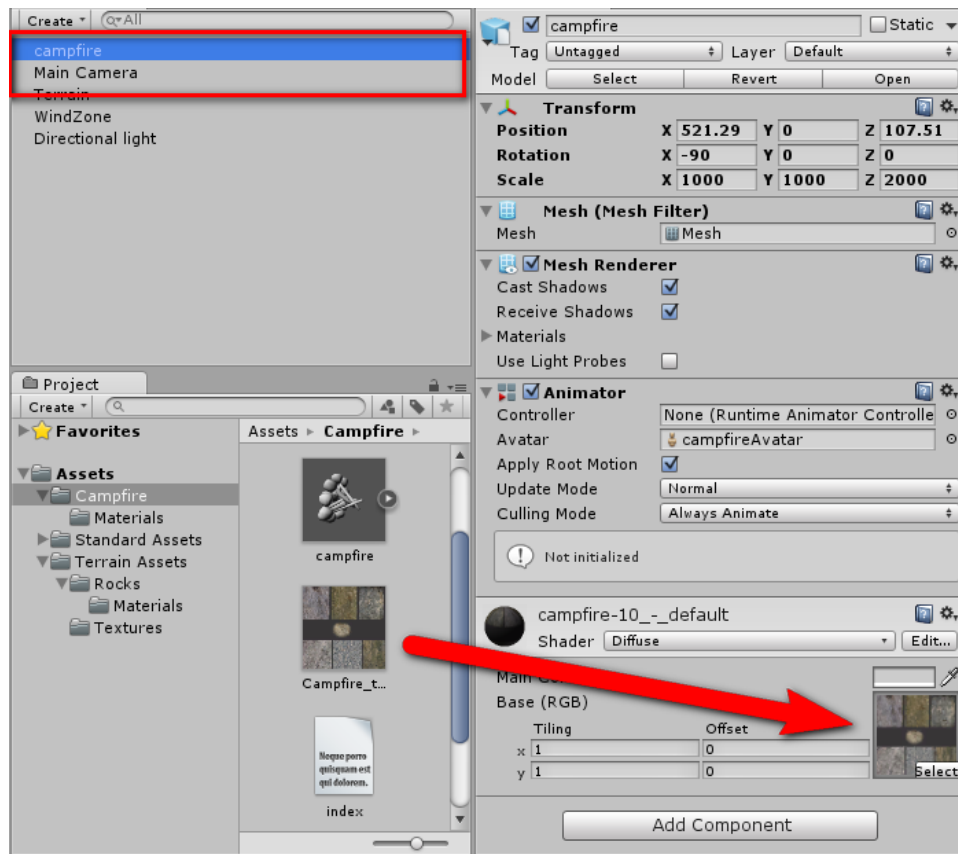 Create All
campfire
Main Camera
Terrain
WindZone
Directional light
campfire Static
Tag Untagged Layer Default
Model Select Revert Open
Transform
Position X 521.29 Y 0 Z 107.51
Rotation X -90 Y 0 Z 0
Scale X 1000 Y 1000 Z 2000
Mesh (Mesh Filter)
Mesh Mesh
Mesh Renderer
Cast Shadows
Receive Shadows
Materials
Use Light Probes
Animator
Controller None (Runtime Animator Controlle
Avatar campfireAvatar
Apply Root Motion
Update Mode Normal
Culling Mode Always Animate
Not initialized
campfire-10_-_default
Shader Diffuse Edit...
Main
Base (RGB)
Tiling Offset
x 1 0
y 1 0
Select
Add Component
Project
Create
Favorites
Assets
Campfire
Materials
Standard Assets
Terrain Assets
Rocks
Materials
Textures
Assets Campfire
campfire
Campfire_t...
Neque porro
quisquam est
qui dolorem.
index